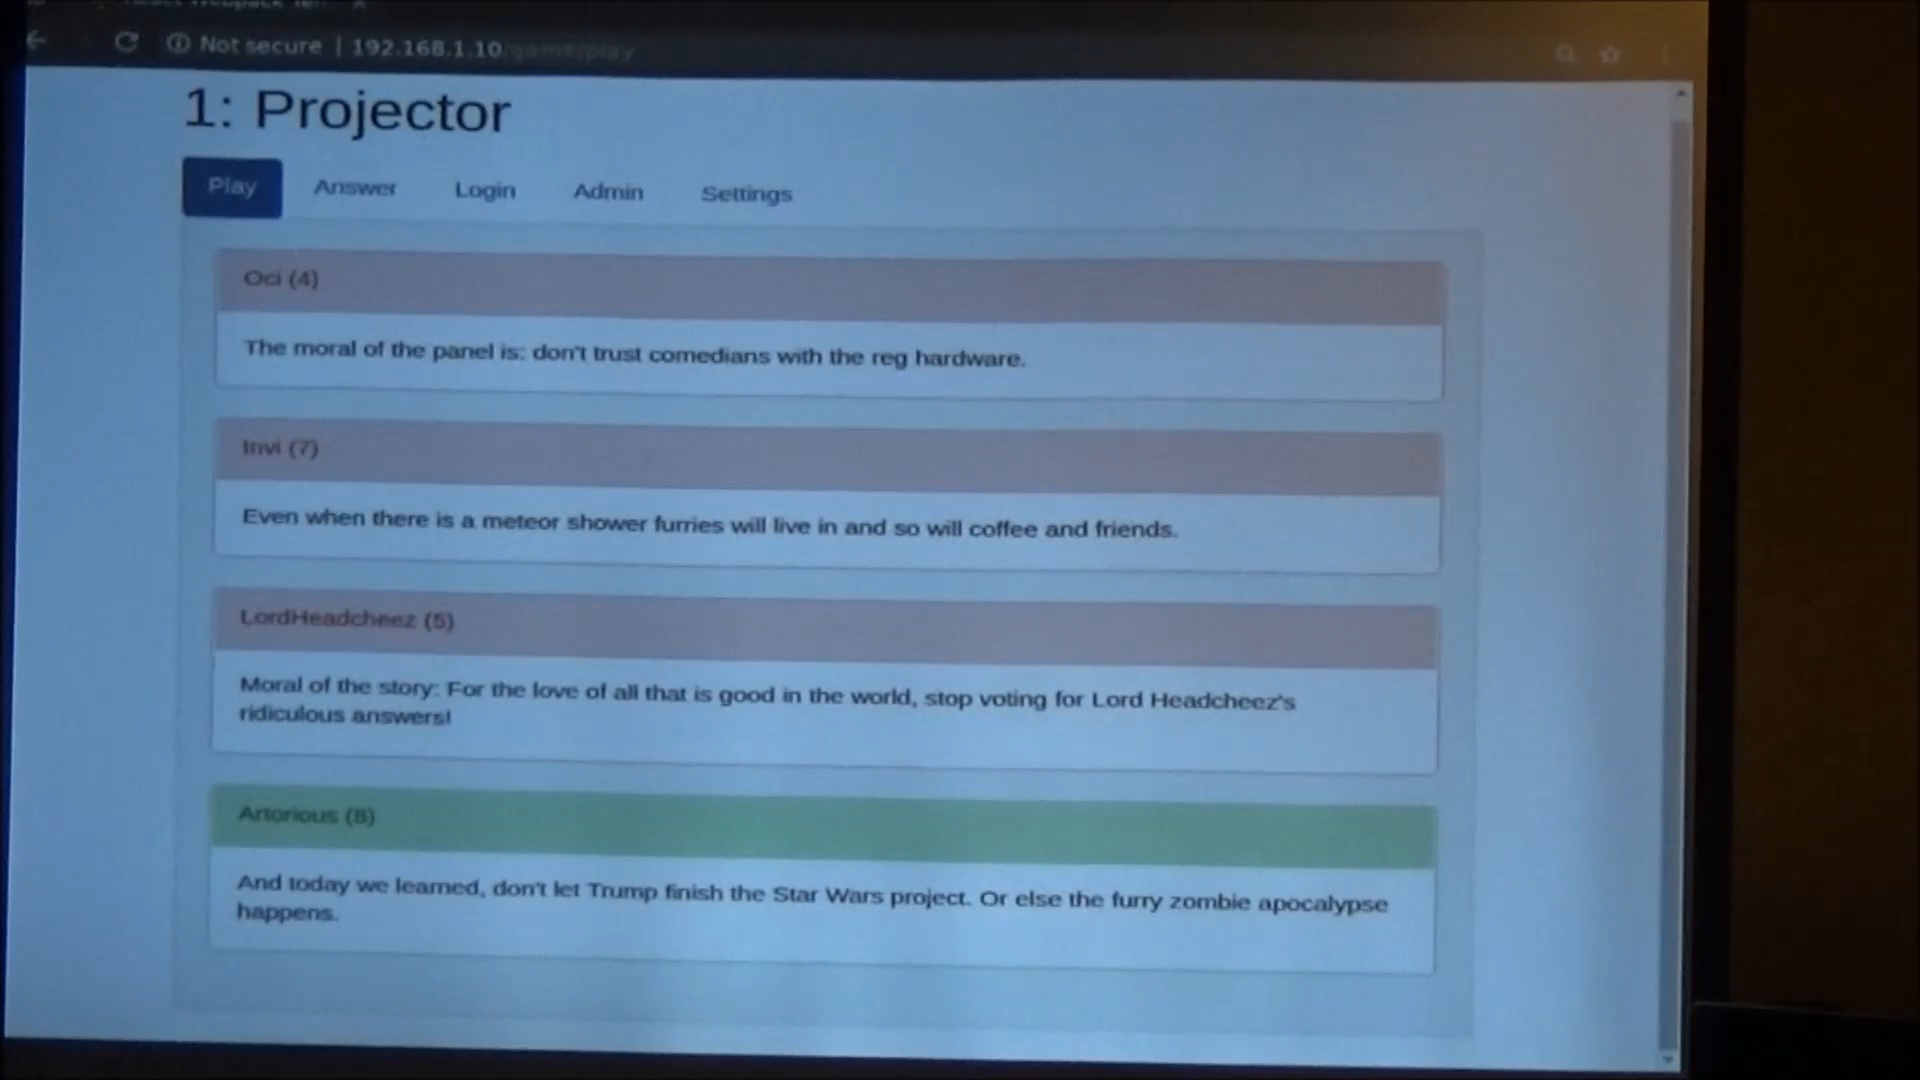 Not secure | 192.168.1.10/game/play
1: Projector
Play Answer Login Admin Settings
Oci (4)
The moral of the panel is: don't trust comedians with the reg hardware.
Invi (7)
Even when there is a meteor shower furries will live in and so will coffee and friends.
LordHeadcheez (5)
Moral of the story: For the love of all that is good in the world, stop voting for Lord Headcheez's
ridiculous answers!
Artorious (8)
And today we learned, don't let Trump finish the Star Wars project. Or else the furry zombie apocalypse
happens.